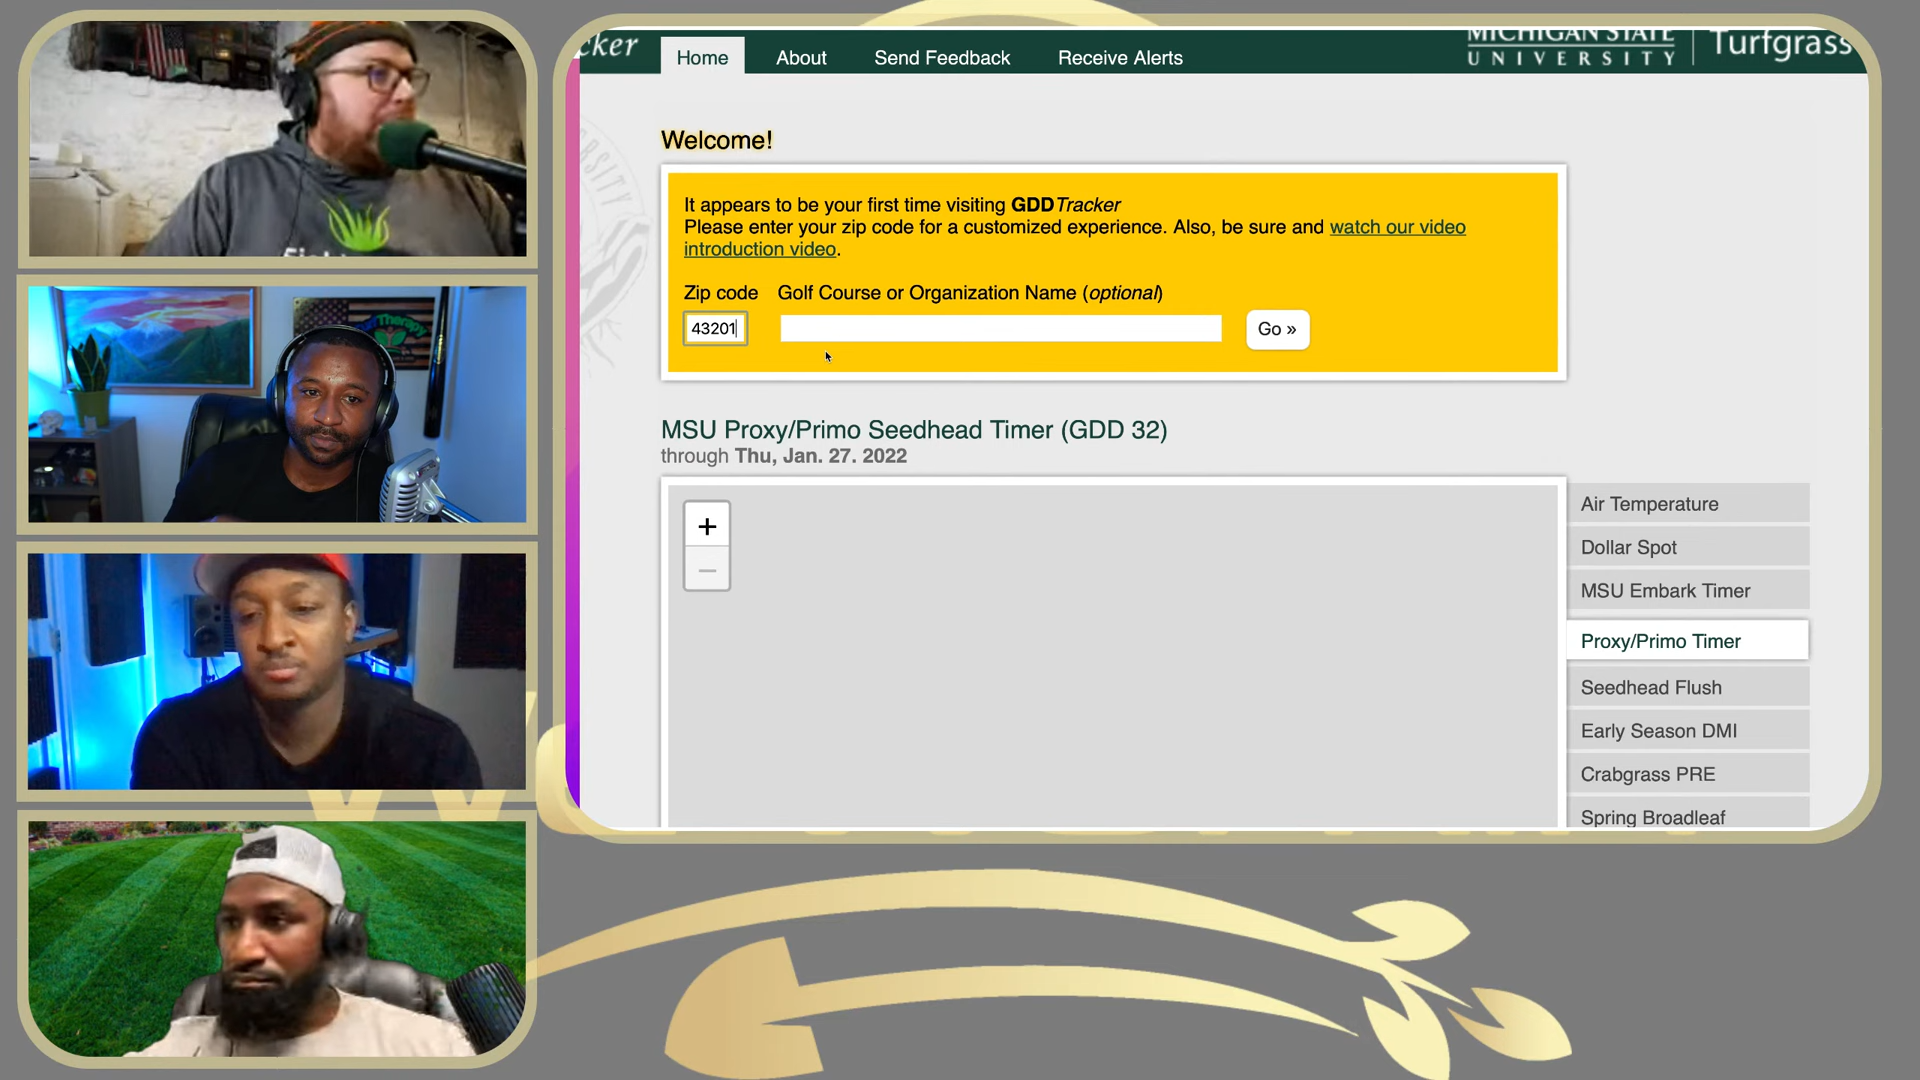 cker
Home
About
Send Feedback
Receive Alerts
MICHIGAN STATE
UNIVERSITY
Turfgrass
Welcome!
It appears to be your first time visiting GDDTracker
Please enter your zip code for a customized experience. Also, be sure and watch our video
introduction video.
Zip code
Golf Course or Organization Name (optional)
43201
Go »
MSU Proxy/Primo Seedhead Timer (GDD 32)
through Thu, Jan. 27. 2022
+
−
Air Temperature
Dollar Spot
MSU Embark Timer
Proxy/Primo Timer
Seedhead Flush
Early Season DMI
Crabgrass PRE
Spring Broadleaf